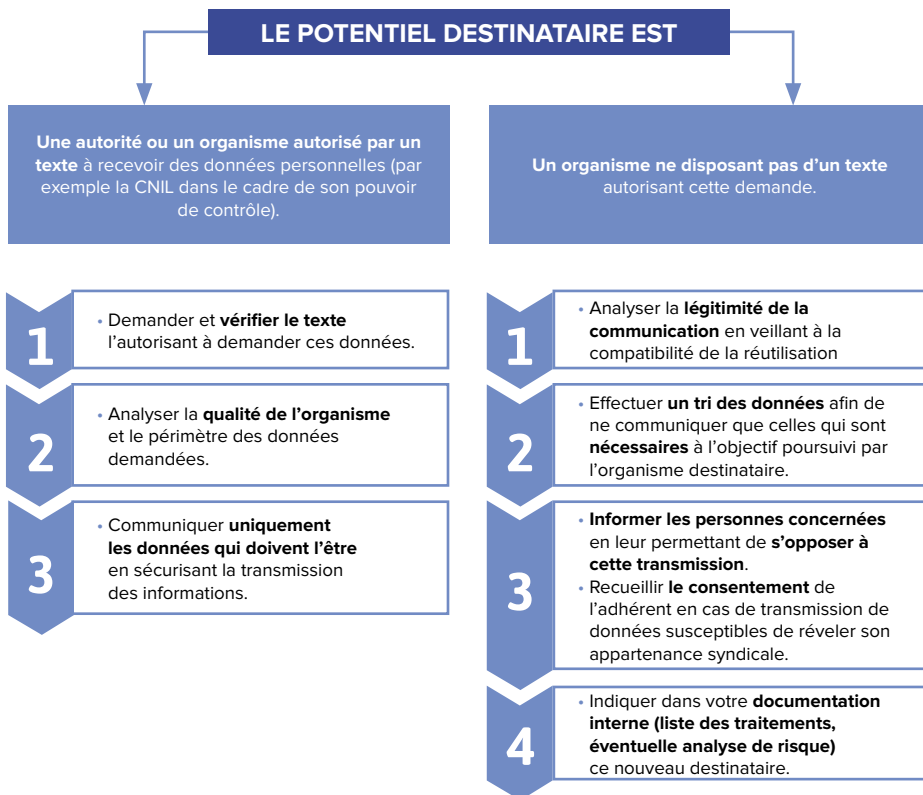 LE POTENTIEL DESTINATAIRE EST
Une autorité ou un organisme autorisé par un
texte à recevoir des données personnelles (par
exemple la CNIL dans le cadre de son pouvoir
de contrôle).
1
• Demander et vérifier le texte
l'autorisant à demander ces données.
2
• Analyser la qualité de l'organisme
et le périmètre des données
demandées.
3
• Communiquer uniquement
les données qui doivent l'être
en sécurisant la transmission
des informations.
Un organisme ne disposant pas d'un texte
autorisant cette demande.
1
• Analyser la légitimité de la
communication en veillant à la
compatibilité de la réutilisation
2
• Effectuer un tri des données afin de
ne communiquer que celles qui sont
nécessaires à l'objectif poursuivi par
l'organisme destinataire.
3
• Informer les personnes concernées
en leur permettant de s'opposer à
cette transmission.
• Recueillir le consentement de
l'adhérent en cas de transmission de
données susceptibles de réveler son
appartenance syndicale.
4
• Indiquer dans votre documentation
interne (liste des traitements,
éventuelle analyse de risque)
ce nouveau destinataire.